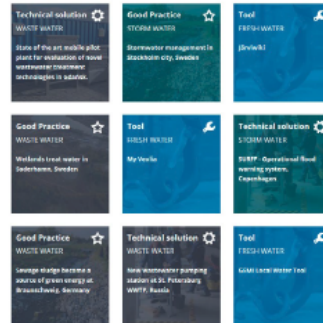 Technical solution
WASTE WATER
State of the art mobile pilot
plant for evaluation of novel
wastewater treatment
technologies in Gdańsk.
Good Practice
STORM WATER
Stormwater management in
Stockholm city, Sweden
Tool
FRESH WATER
Järviwiki
Good Practice
WASTE WATER
Wetlands treat water in
Soderhamn, Sweden
Tool
FRESH WATER
My Veolia
Technical solution
STORM WATER
SURFF - Operational flood
warning system,
Copenhagen
Good Practice
WASTE WATER
Sewage sludge become a
source of green energy at
Braunschweig, Germany
Technical solution
WASTE WATER
New wastewater pumping
station at St. Petersburg
WWTP, Russia
Tool
FRESH WATER
GEMI Local Water Tool